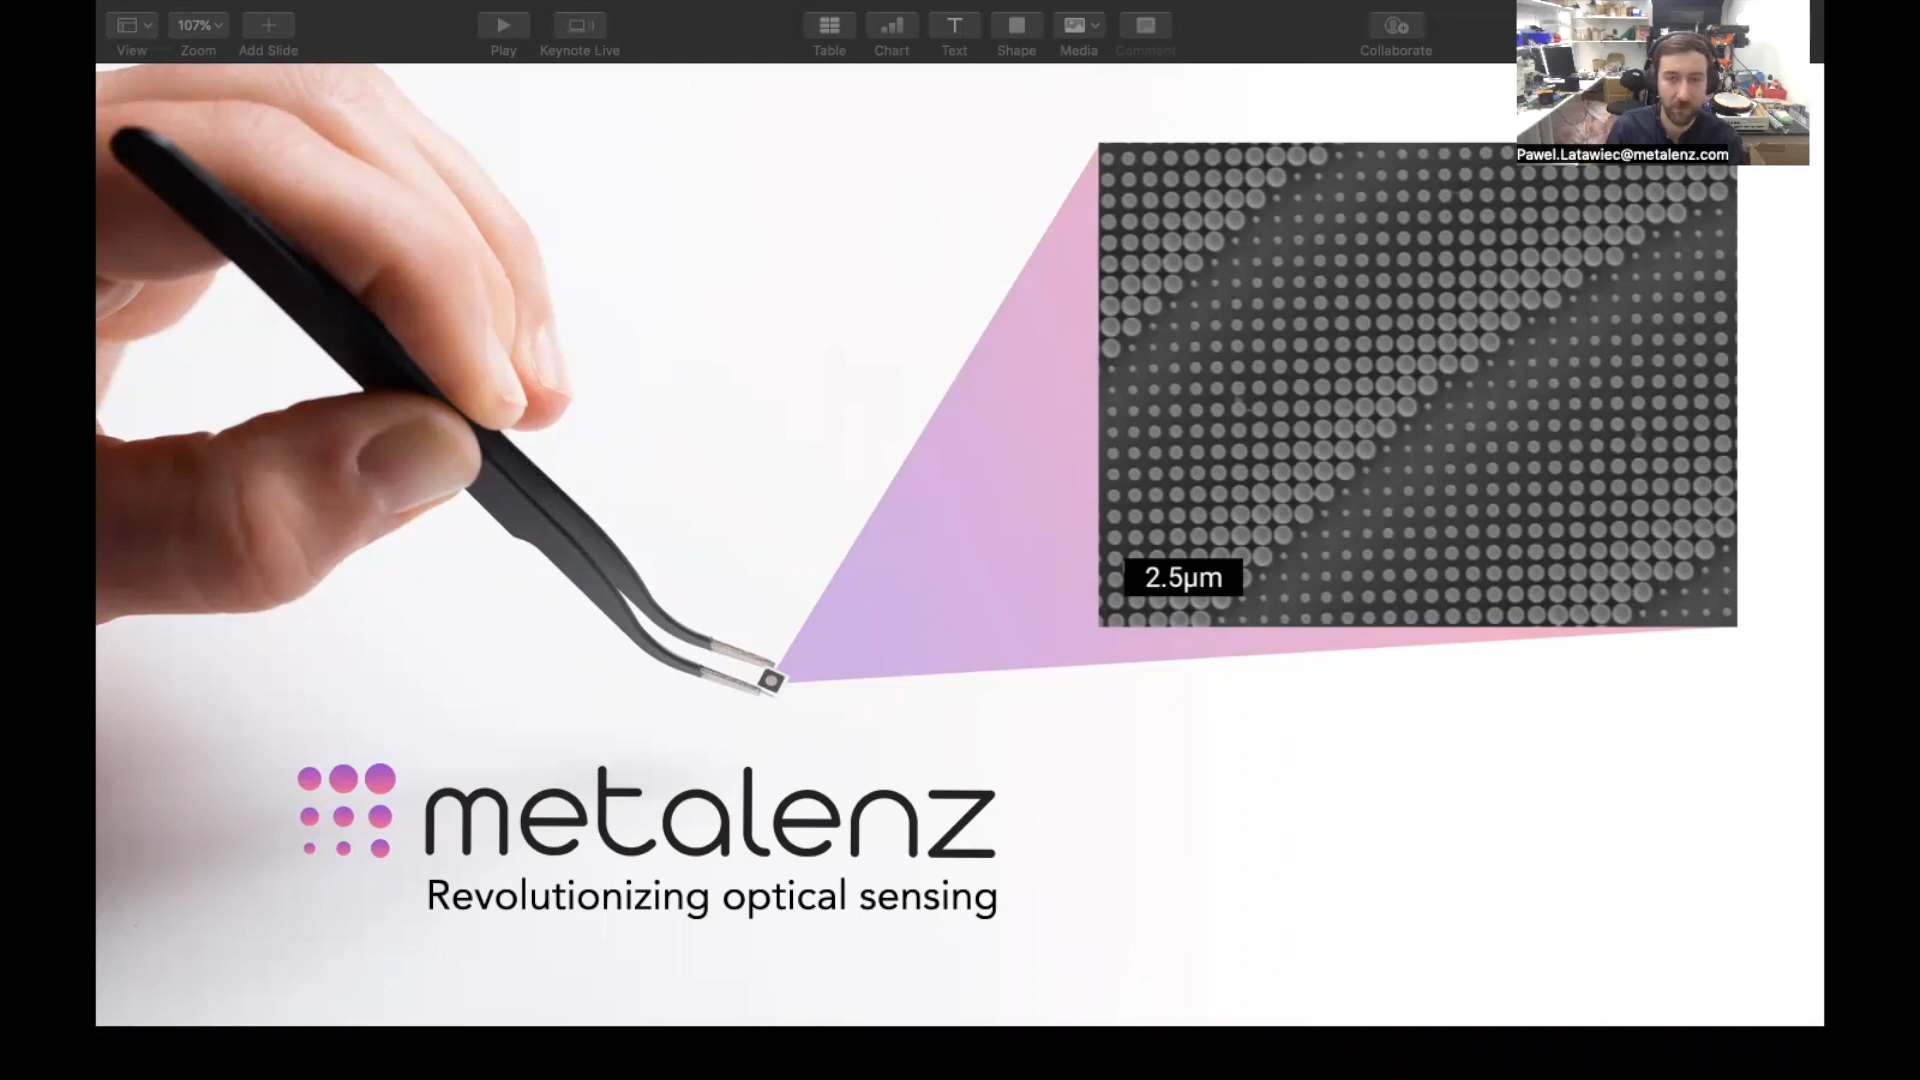 107%
View
Zoom
Add Slide
Play
Keynote Live
Table
Chart
Text
Shape
Media
Comment
Collaborate
Pawel.Latawiec@metalenz.com
2.5µm
metalenz
Revolutionizing optical sensing